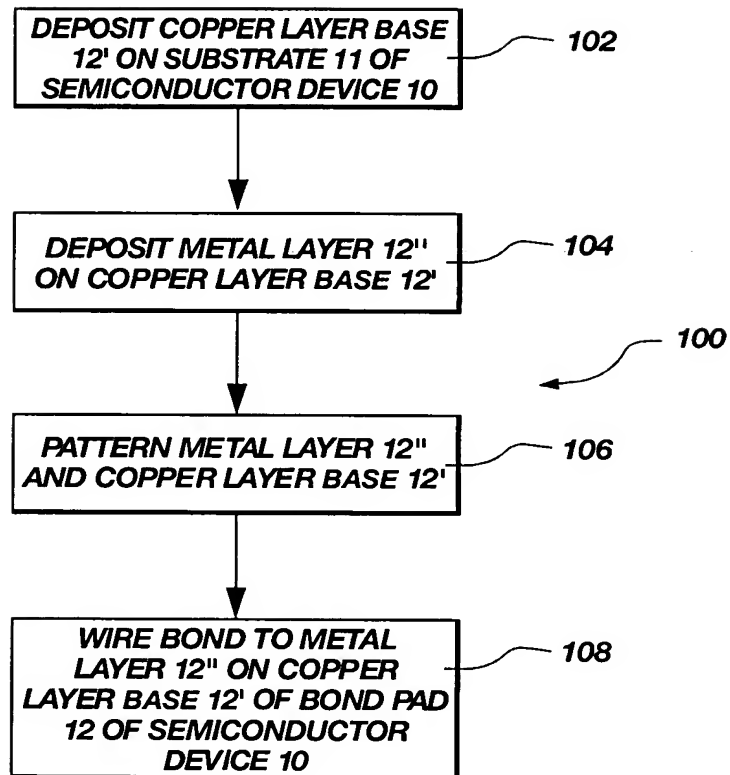 DEPOSIT COPPER LAYER BASE
12' ON SUBSTRATE 11 OF
SEMICONDUCTOR DEVICE 10
102
DEPOSIT METAL LAYER 12"
ON COPPER LAYER BASE 12'
104
100
PATTERN METAL LAYER 12"
AND COPPER LAYER BASE 12'
106
WIRE BOND TO METAL
LAYER 12" ON COPPER
LAYER BASE 12' OF BOND PAD
12 OF SEMICONDUCTOR
DEVICE 10
108